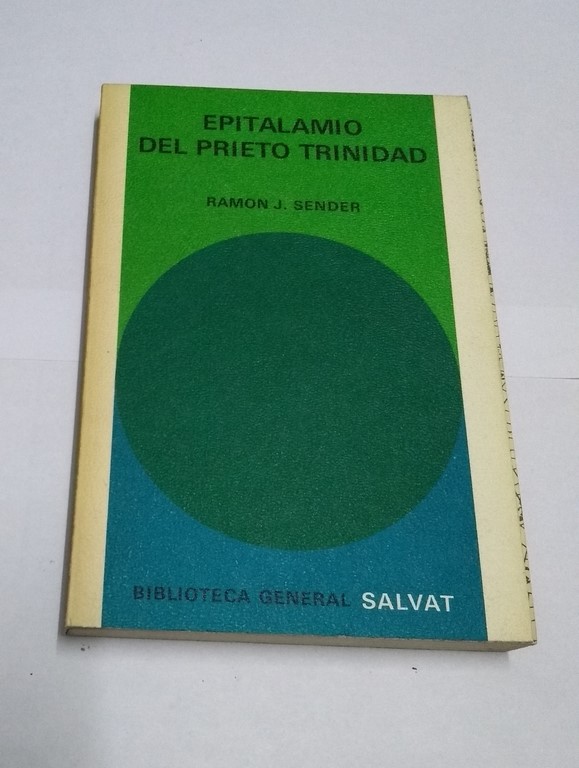 EPITALAMIO
DEL PRIETO TRINIDAD
RAMON J. SENDER
BIBLIOTECA GENERAL SALVAT